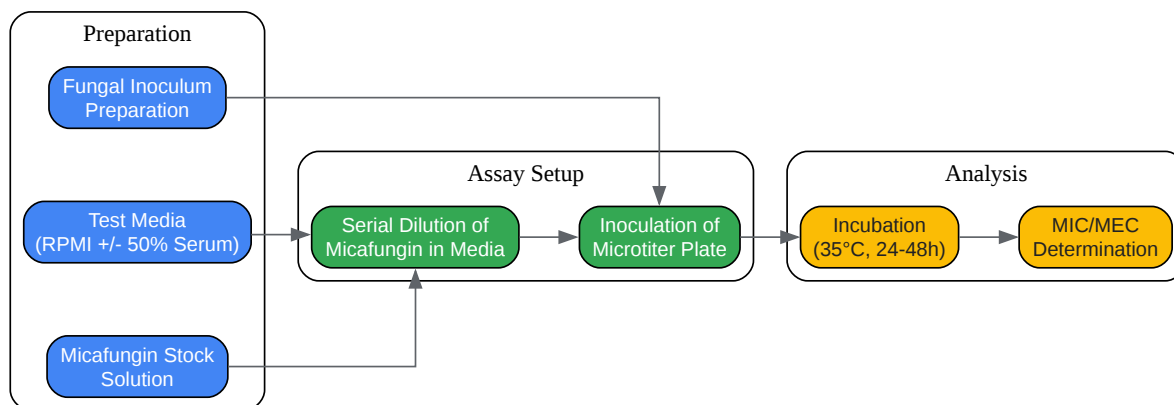 Preparation
Fungal Inoculum
Preparation
Test Media
(RPMI +/- 50% Serum)
Micafungin Stock
Solution
Assay Setup
Serial Dilution of
Micafungin in Media
Inoculation of
Microtiter Plate
Analysis
Incubation
(35°C, 24-48h)
MIC/MEC
Determination